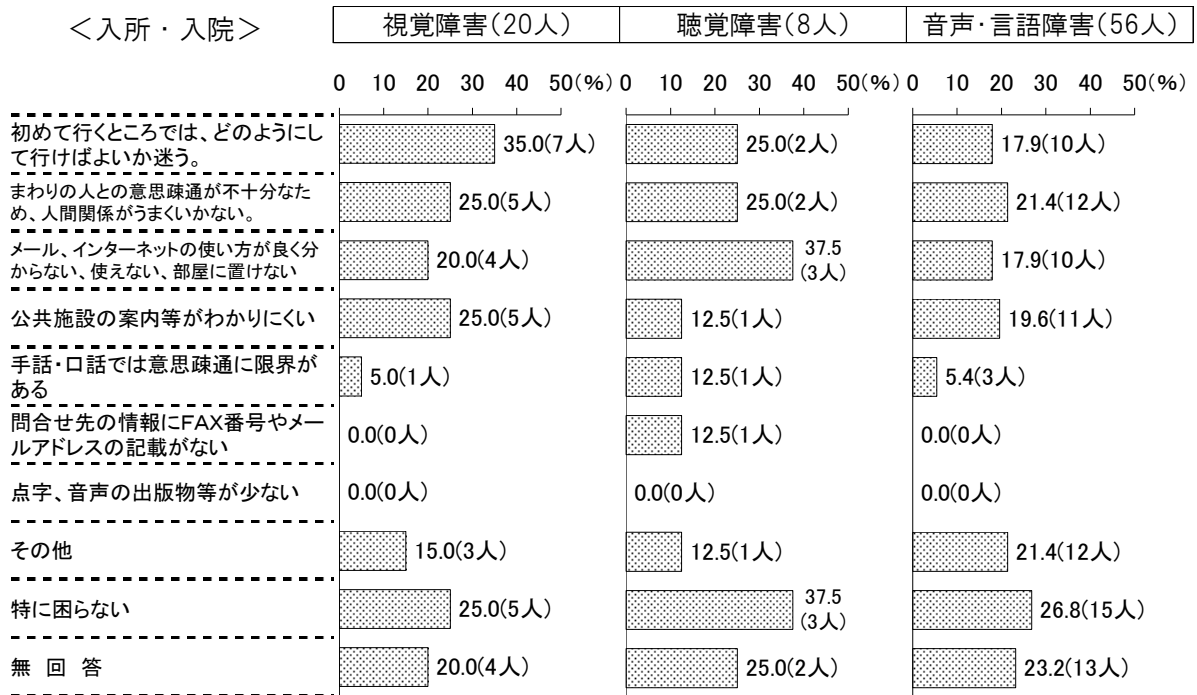 ＜入所・入院＞
視覚障害(20人) 聴覚障害(8人) 音声・言語障害(56人)
0 10 20 30 40 50(%) 0 10 20 30 40 50(%) 0 10 20 30 40 50(%)
初めて行くところでは、どのようにし
て行けばよいか迷う。
35.0(7人) 25.0(2人) 17.9(10人)
まわりの人との意思疎通が不十分なた
め、人間関係がうまくいかない。
25.0(5人) 25.0(2人) 21.4(12人)
メール、インターネットの使い方が良く分
からない、使えない、部屋に置けない
20.0(4人) 37.5
(3人) 17.9(10人)
公共施設の案内等がわかりにくい
25.0(5人) 12.5(1人) 19.6(11人)
手話・口話では意思疎通に限界が
ある
5.0(1人) 12.5(1人) 5.4(3人)
問合せ先の情報にFAX番号やメー
ルアドレスの記載がない
0.0(0人) 12.5(1人) 0.0(0人)
点字、音声の出版物等が少ない
0.0(0人) 0.0(0人) 0.0(0人)
その他
15.0(3人) 12.5(1人) 21.4(12人)
特に困らない
25.0(5人) 37.5
(3人) 26.8(15人)
無 回 答
20.0(4人) 25.0(2人) 23.2(13人)